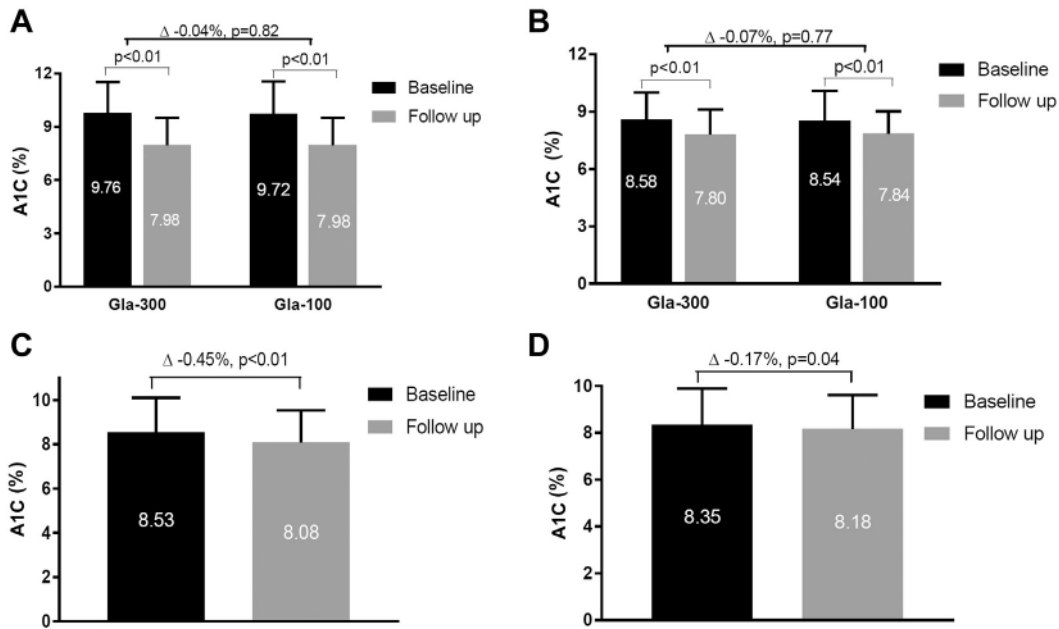 A
Δ -0.04%, p=0.82
p<0.01
p<0.01
Baseline
Follow up
12
9
6
3
0
A1C (%)
9.76
7.98
9.72
7.98
Gla-300
Gla-100
B
Δ -0.07%, p=0.77
p<0.01
p<0.01
Baseline
Follow up
12
9
6
3
0
A1C (%)
8.58
7.80
8.54
7.84
Gla-300
Gla-100
C
Δ -0.45%, p<0.01
Baseline
Follow up
10
8
6
4
2
0
A1C (%)
8.53
8.08
D
Δ -0.17%, p=0.04
Baseline
Follow up
10
8
6
4
2
0
A1C (%)
8.35
8.18